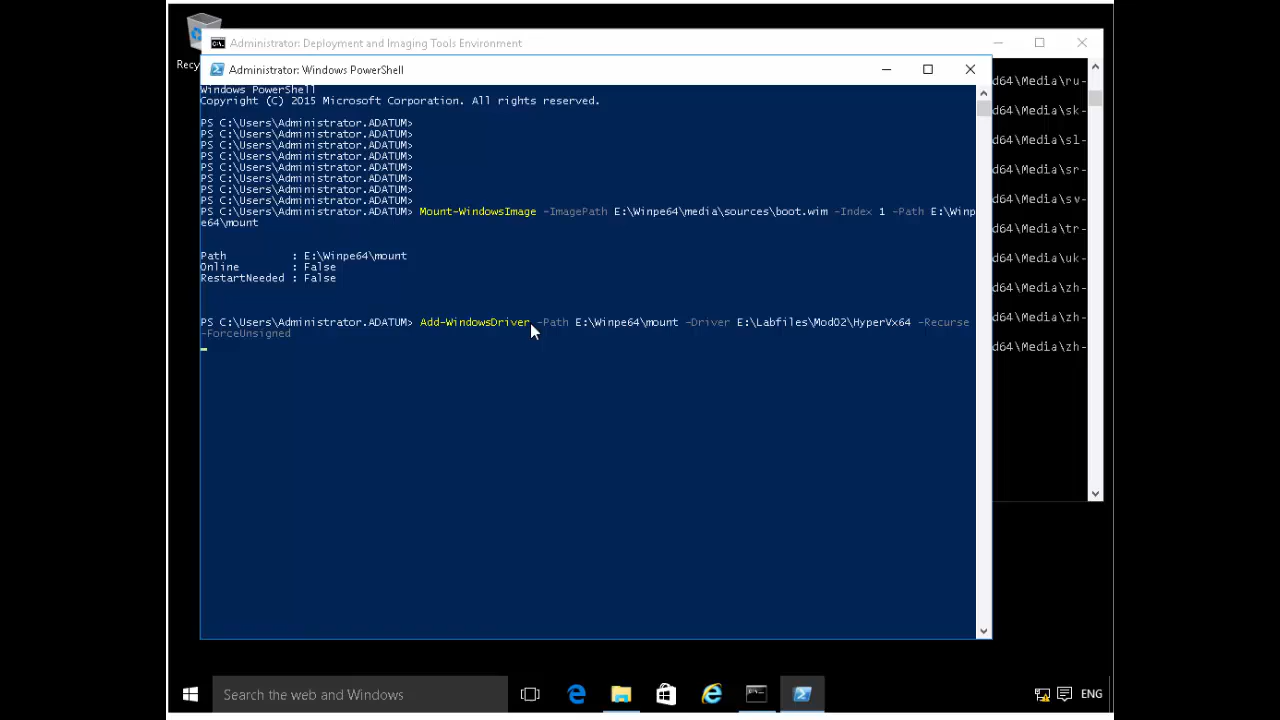 Recy
Administrator: Deployment and Imaging Tools Environment
Administrator: Windows PowerShell
Windows PowerShell
Copyright (C) 2015 Microsoft Corporation. All rights reserved.
PS C:\Users\Administrator.ADATUM>
PS C:\Users\Administrator.ADATUM>
PS C:\Users\Administrator.ADATUM>
PS C:\Users\Administrator.ADATUM>
PS C:\Users\Administrator.ADATUM>
PS C:\Users\Administrator.ADATUM>
PS C:\Users\Administrator.ADATUM>
PS C:\Users\Administrator.ADATUM>
PS C:\Users\Administrator.ADATUM> Mount-WindowsImage -ImagePath E:\Winpe64\media\sources\boot.wim -Index 1 -Path E:\Winp
e64\mount
Path : E:\Winpe64\mount
Online : False
RestartNeeded : False
PS C:\Users\Administrator.ADATUM> Add-WindowsDriver -Path E:\Winpe64\mount -Driver E:\Labfiles\Mod02\HyperVx64 -Recurse
-ForceUnsigned
d64\Media\ru-
d64\Media\sk-
d64\Media\sl-
d64\Media\sr-
d64\Media\sv-
d64\Media\tr-
d64\Media\uk-
d64\Media\zh-
d64\Media\zh-
d64\Media\zh-
Search the web and Windows
ENG